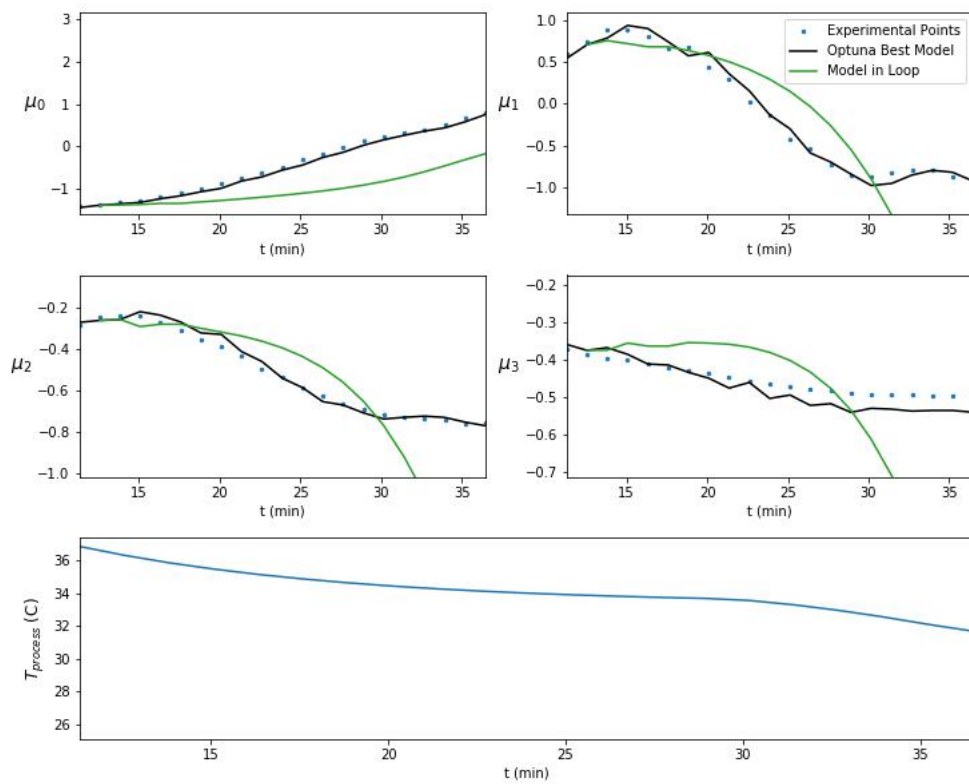 3
2
1
0
−1
μ0
15 20 25 30 35
t (min)
1.0
0.5
0.0
−0.5
−1.0
μ1
Experimental Points
Optuna Best Model
Model in Loop
15 20 25 30 35
t (min)
−0.2
−0.4
−0.6
−0.8
−1.0
μ2
15 20 25 30 35
t (min)
−0.2
−0.3
−0.4
−0.5
−0.6
−0.7
μ3
15 20 25 30 35
t (min)
36
34
32
30
28
26
Tprocess (C)
15 20 25 30 35
t (min)